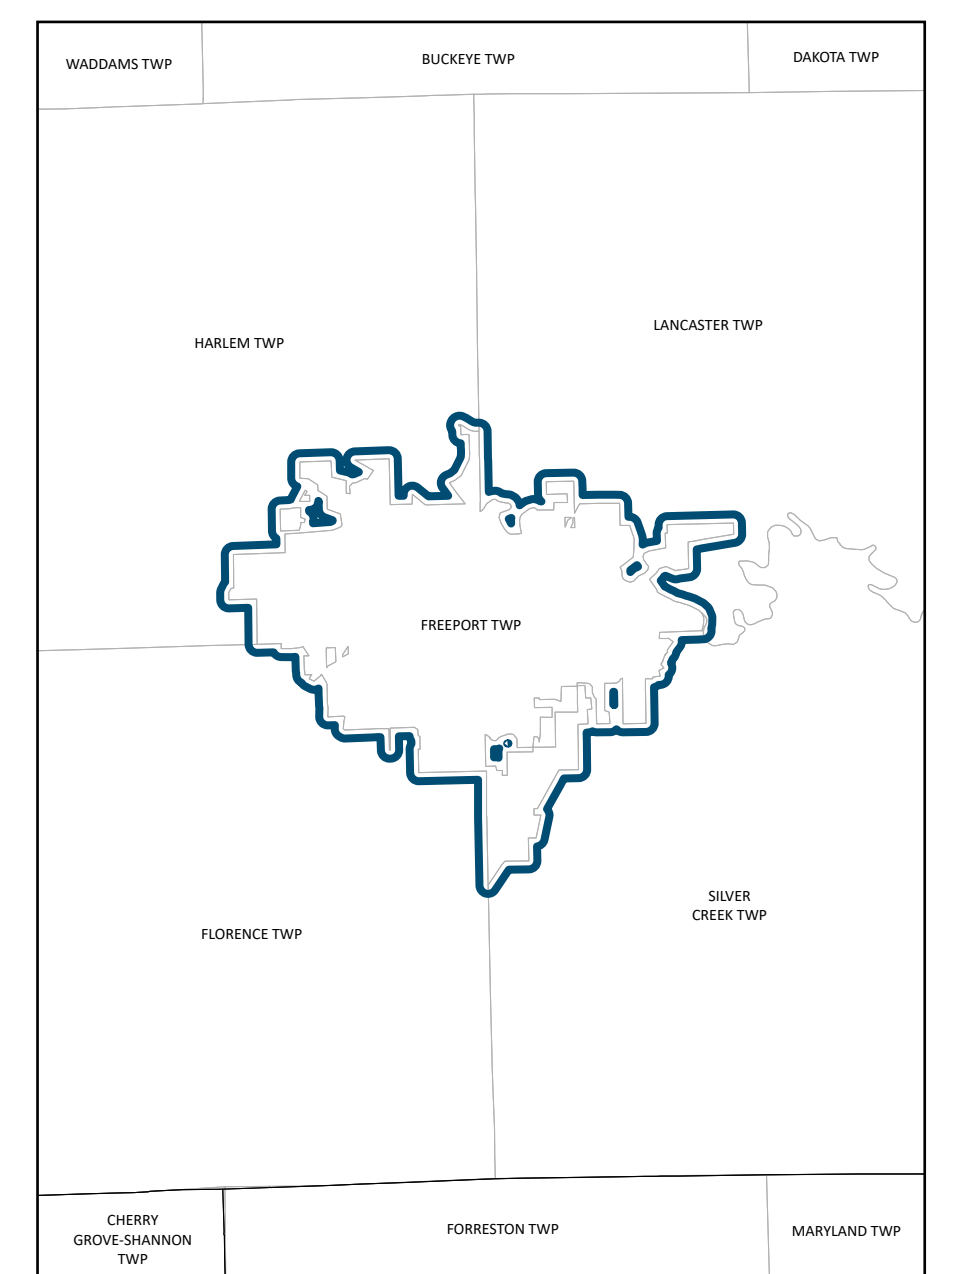 WADDAMS TWP
BUCKEYE TWP
DAKOTA TWP
HARLEM TWP
LANCASTER TWP
FREEPORT TWP
FLORENCE TWP
SILVER
CREEK TWP
CHERRY
GROVE-SHANNON
TWP
FORRESTON TWP
MARYLAND TWP